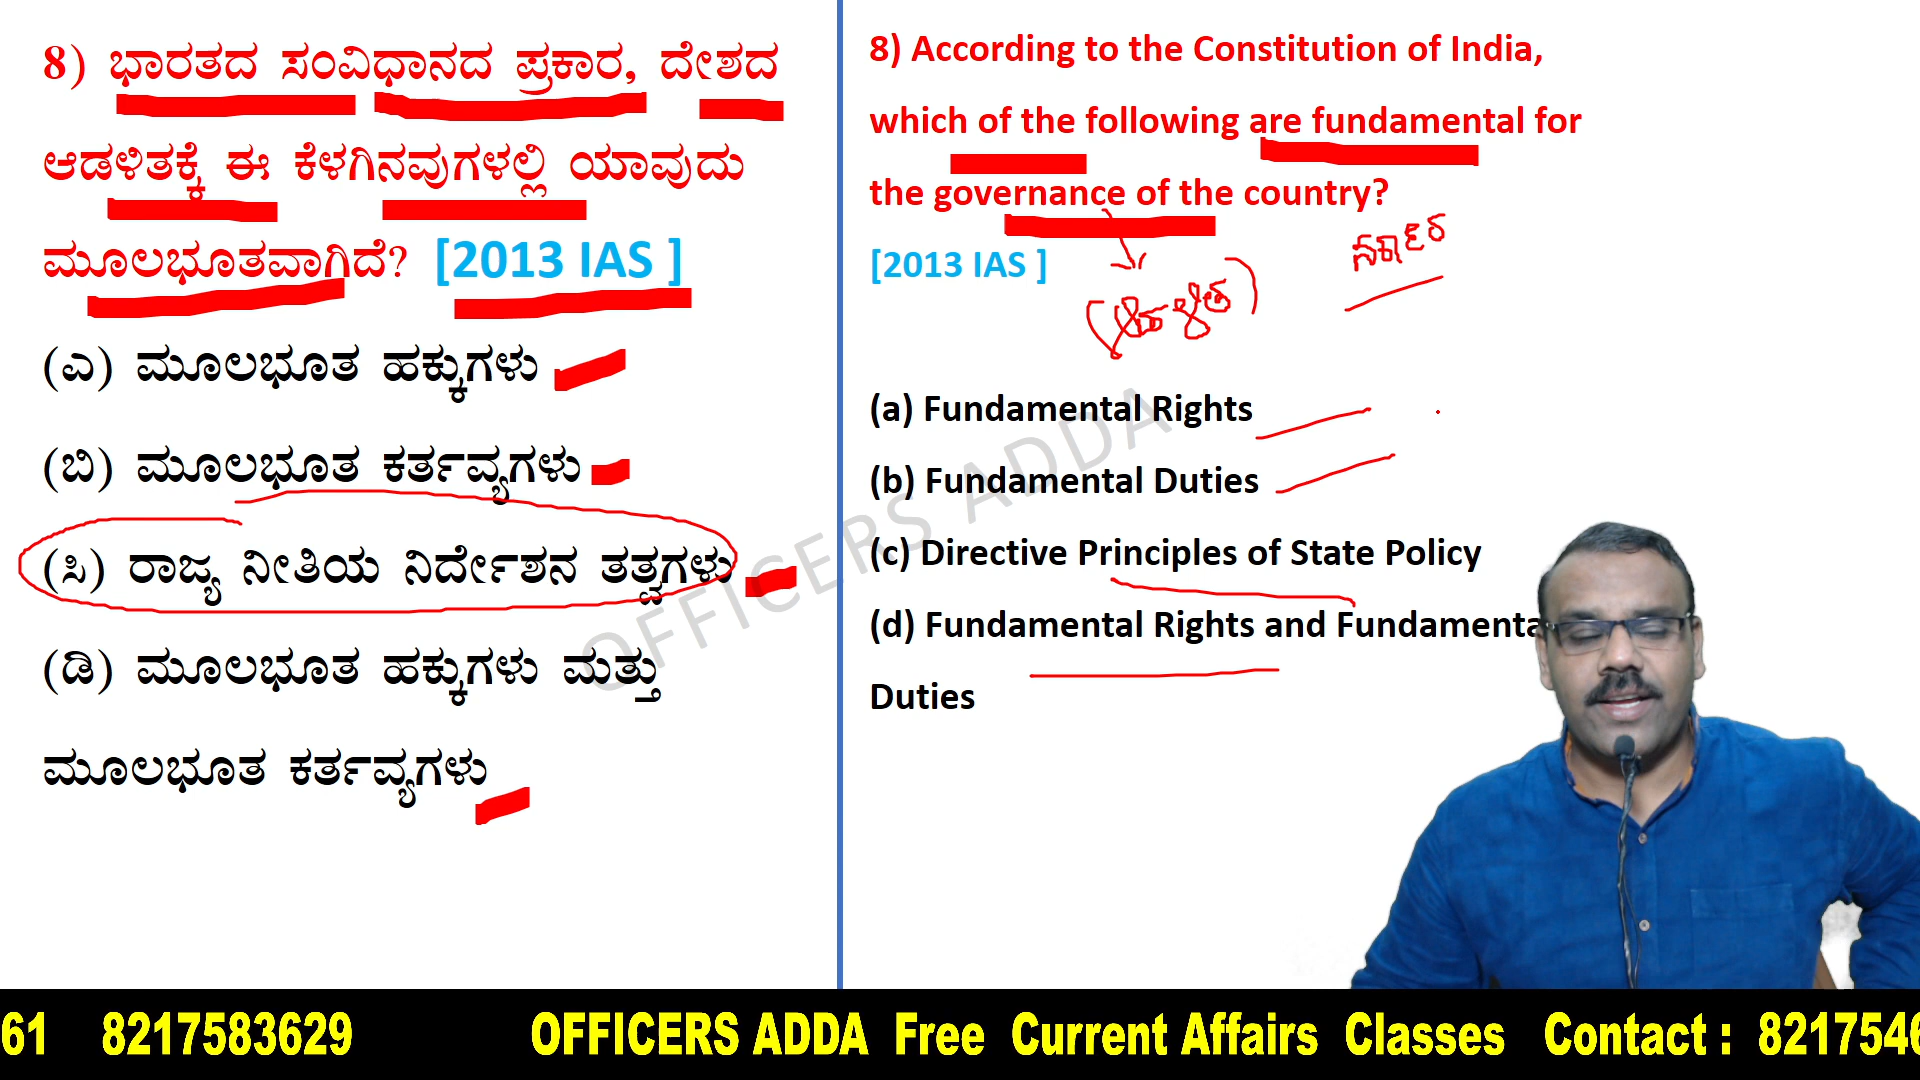 8) ಭಾರತದ ಸಂವಿಧಾನದ ಪ್ರಕಾರ, ದೇಶದ
ಆಡಳಿತಕ್ಕೆ ಈ ಕೆಳಗಿನವುಗಳಲ್ಲಿ ಯಾವುದು
ಮೂಲಭೂತವಾಗಿದೆ? [2013 IAS ]
(ಎ) ಮೂಲಭೂತ ಹಕ್ಕುಗಳು
(ಬಿ) ಮೂಲಭೂತ ಕರ್ತವ್ಯಗಳು
(ಸಿ) ರಾಜ್ಯ ನೀತಿಯ ನಿರ್ದೇಶನ ತತ್ವಗಳು
(ಡಿ) ಮೂಲಭೂತ ಹಕ್ಕುಗಳು ಮತ್ತು
ಮೂಲಭೂತ ಕರ್ತವ್ಯಗಳು
8) According to the Constitution of India,
which of the following are fundamental for
the governance of the country?
[2013 IAS ]
(a) Fundamental Rights
(b) Fundamental Duties
(c) Directive Principles of State Policy
(d) Fundamental Rights and Fundamenta
Duties
OFFICERS ADDA
61 8217583629 OFFICERS ADDA Free Current Affairs Classes Contact : 821754